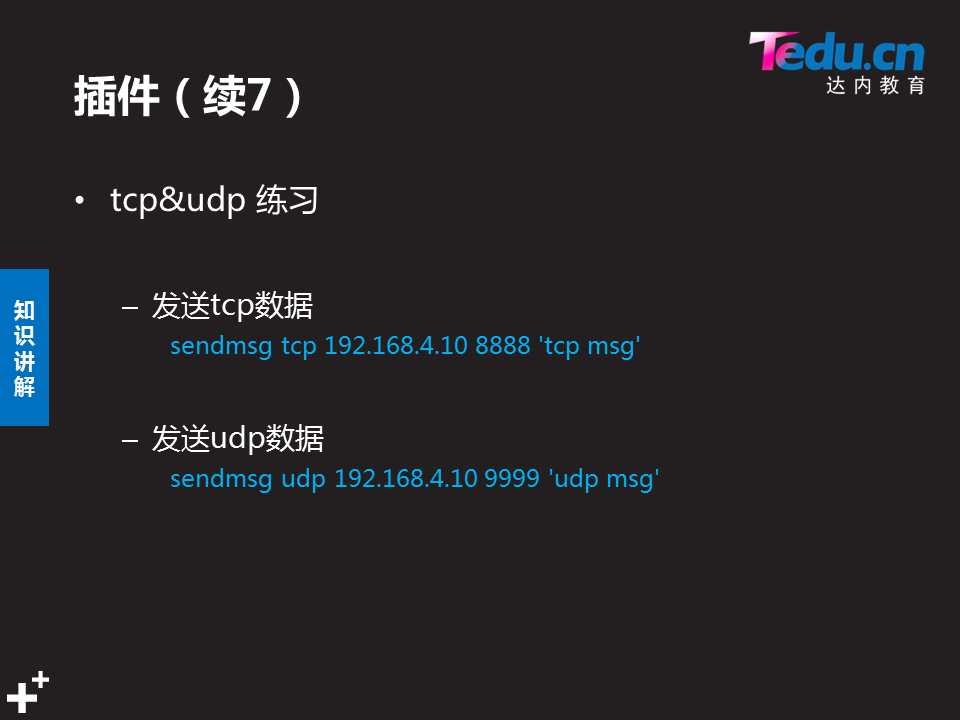 Tedu.cn
达内教育
插件（续7）
• tcp&udp 练习
– 发送tcp数据
sendmsg tcp 192.168.4.10 8888 'tcp msg'
– 发送udp数据
sendmsg udp 192.168.4.10 9999 'udp msg'
知
识
讲
解